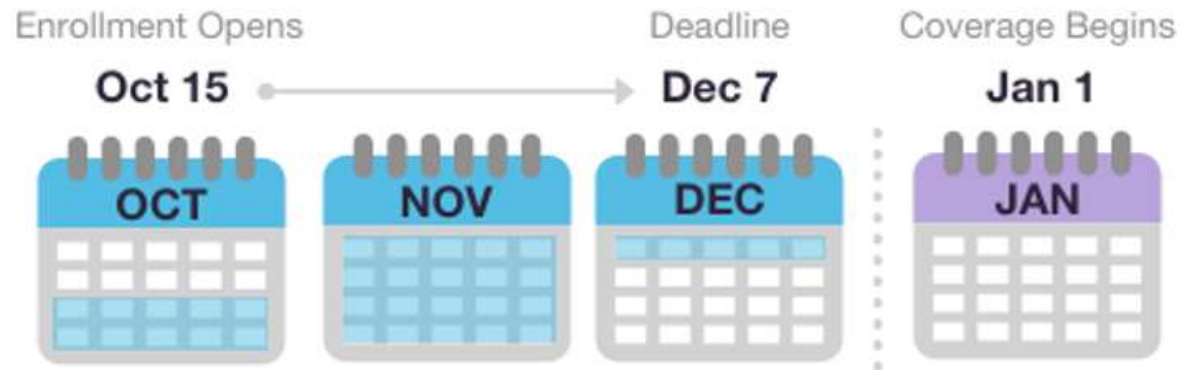 Enrollment Opens
Deadline
Coverage Begins
Oct 15
Dec 7
Jan 1
OCT
NOV
DEC
JAN